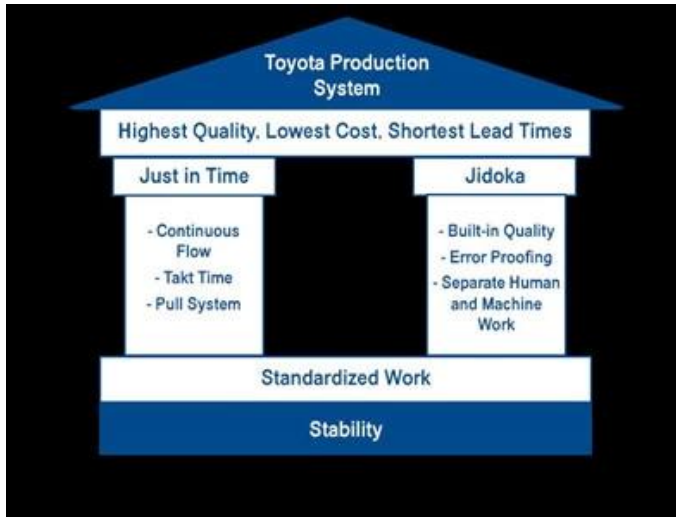 Toyota Production
System
Highest Quality, Lowest Cost, Shortest Lead Times
Just in Time
- Continuous
Flow
- Takt Time
- Pull System
Jidoka
- Built-in Quality
- Error Proofing
- Separate Human
and Machine
Work
Standardized Work
Stability